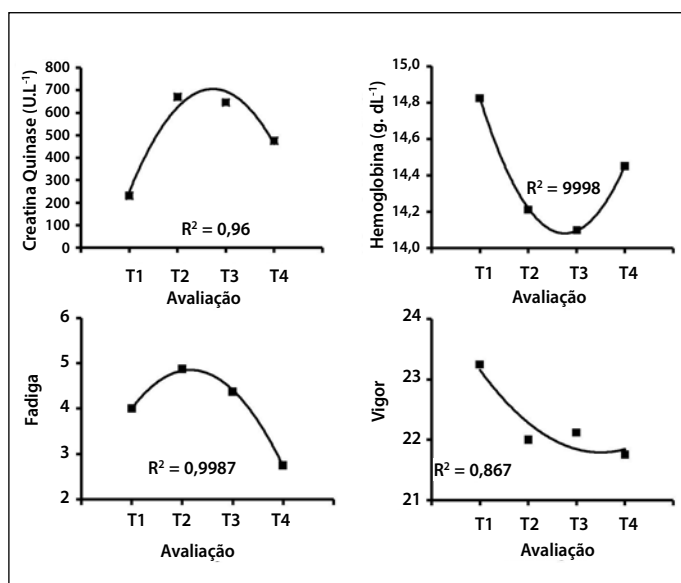 Creatina Quinase (U.L-1)
800
700
600
500
400
300
200
100
0
R2 = 0,96
T1 T2 T3 T4
Avaliação
Hemoglobina (g. dL-1)
15,0
14,8
14,6
14,4
14,2
14,0
R2 = 9998
T1 T2 T3 T4
Avaliação
Fadiga
6
5
4
3
2
R2 = 0,9987
T1 T2 T3 T4
Avaliação
Vigor
24
23
22
21
R2 = 0,867
T1 T2 T3 T4
Avaliação